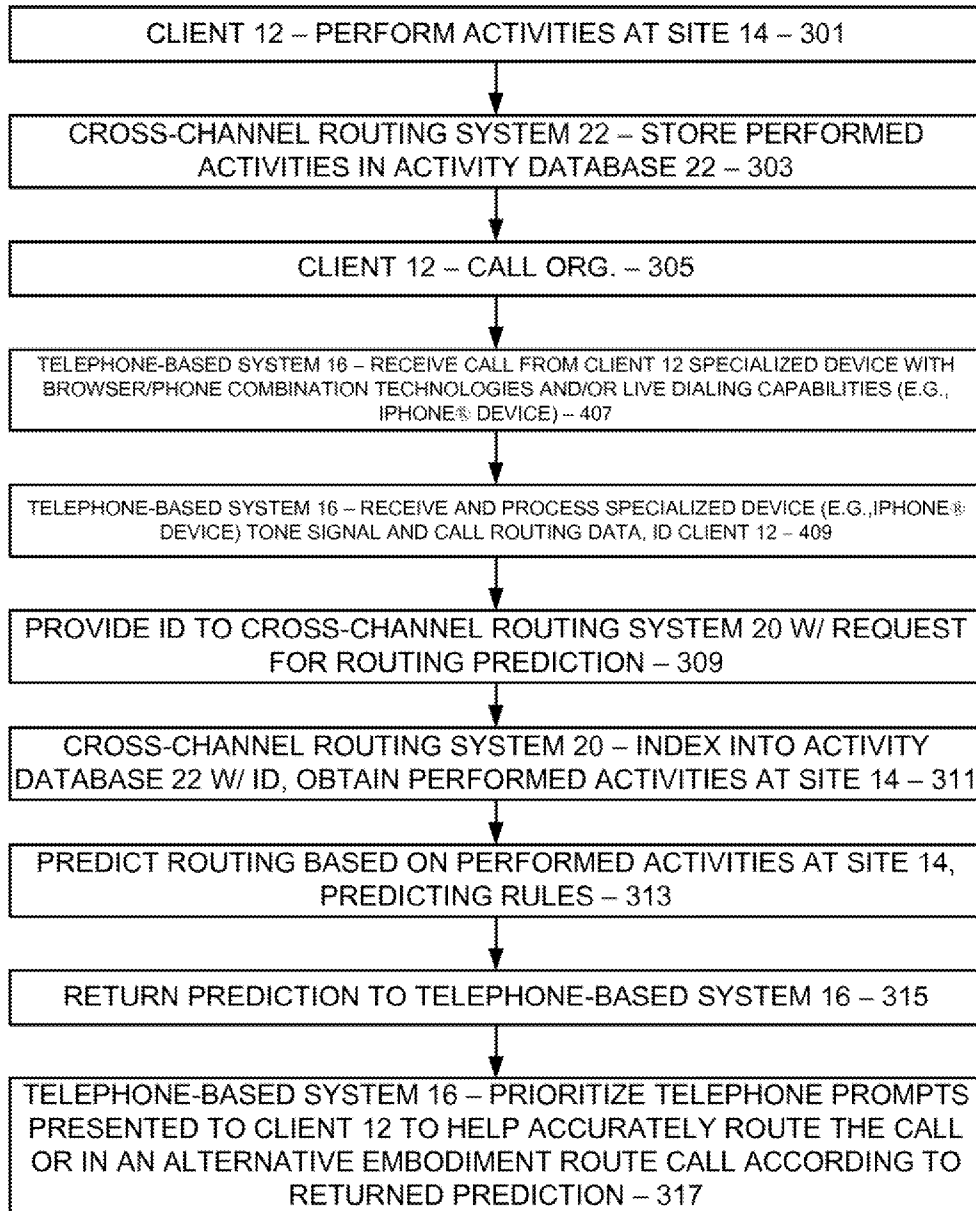 CLIENT 12 – PERFORM ACTIVITIES AT SITE 14 – 301
CROSS-CHANNEL ROUTING SYSTEM 22 – STORE PERFORMED
ACTIVITIES IN ACTIVITY DATABASE 22 – 303
CLIENT 12 – CALL ORG. – 305
TELEPHONE-BASED SYSTEM 16 – RECEIVE CALL FROM CLIENT 12 SPECIALIZED DEVICE WITH
BROWSER/PHONE COMBINATION TECHNOLOGIES AND/OR LIVE DIALING CAPABILITIES (E.G.,
IPHONE® DEVICE) – 407
TELEPHONE-BASED SYSTEM 16 – RECEIVE AND PROCESS SPECIALIZED DEVICE (E.G.,IPHONE®
DEVICE) TONE SIGNAL AND CALL ROUTING DATA, ID CLIENT 12 – 409
PROVIDE ID TO CROSS-CHANNEL ROUTING SYSTEM 20 W/ REQUEST
FOR ROUTING PREDICTION – 309
CROSS-CHANNEL ROUTING SYSTEM 20 – INDEX INTO ACTIVITY
DATABASE 22 W/ ID, OBTAIN PERFORMED ACTIVITIES AT SITE 14 – 311
PREDICT ROUTING BASED ON PERFORMED ACTIVITIES AT SITE 14,
PREDICTING RULES – 313
RETURN PREDICTION TO TELEPHONE-BASED SYSTEM 16 – 315
TELEPHONE-BASED SYSTEM 16 – PRIORITIZE TELEPHONE PROMPTS
PRESENTED TO CLIENT 12 TO HELP ACCURATELY ROUTE THE CALL
OR IN AN ALTERNATIVE EMBODIMENT ROUTE CALL ACCORDING TO
RETURNED PREDICTION – 317